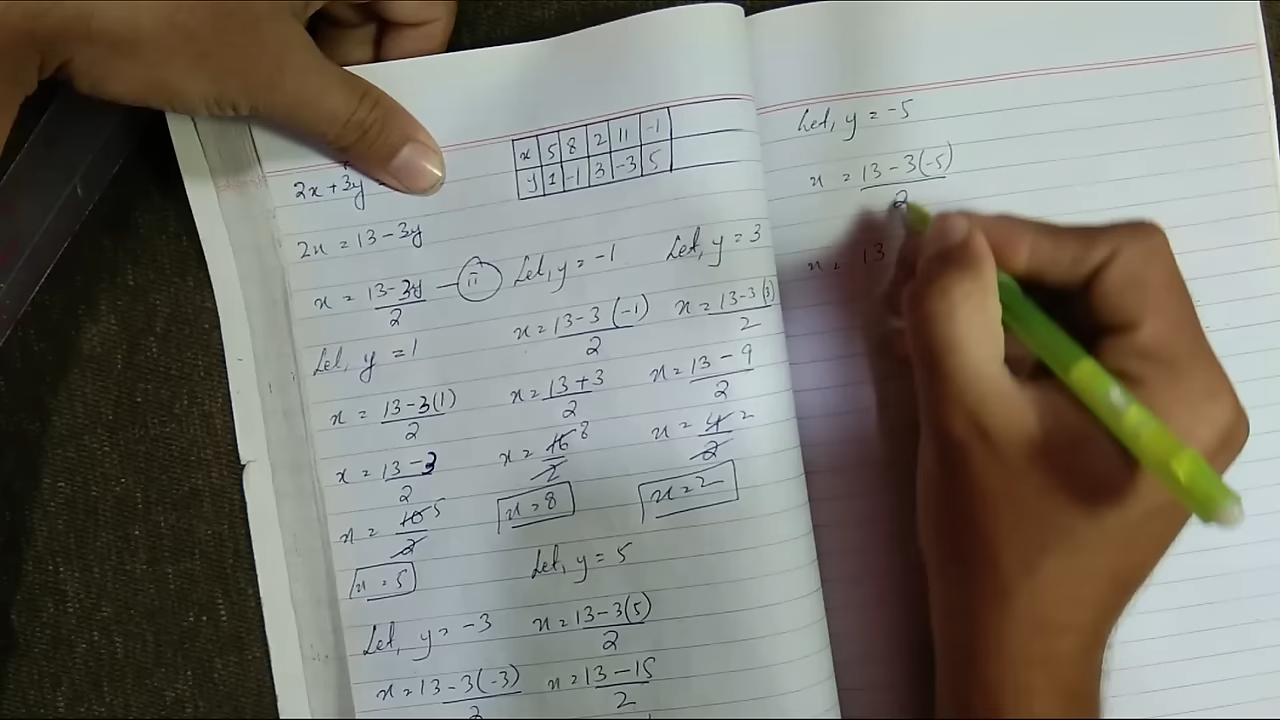 x 5 8 2 11 -1
y 1 -1 3 -3 5
2x + 3y
2x = 13 - 3y
x = 13-3y/2 — (ii)
Let, y = 1
x = 13-3(1)/2
x = 13-3/2
x = 10/2 5
x = 5
Let, y = -1
x = 13-3(-1)/2
x = 13+3/2
x = 16/2 8
x = 8
Let, y = 3
x = 13-3(3)/2
x = 13-9/2
x = 4/2 2
x = 2
Let, y = -3
x = 13-3(-3)/2
Let, y = 5
x = 13-3(5)/2
x = 13-15/2
Let, y = -5
x = 13-3(-5)/2
x = 13